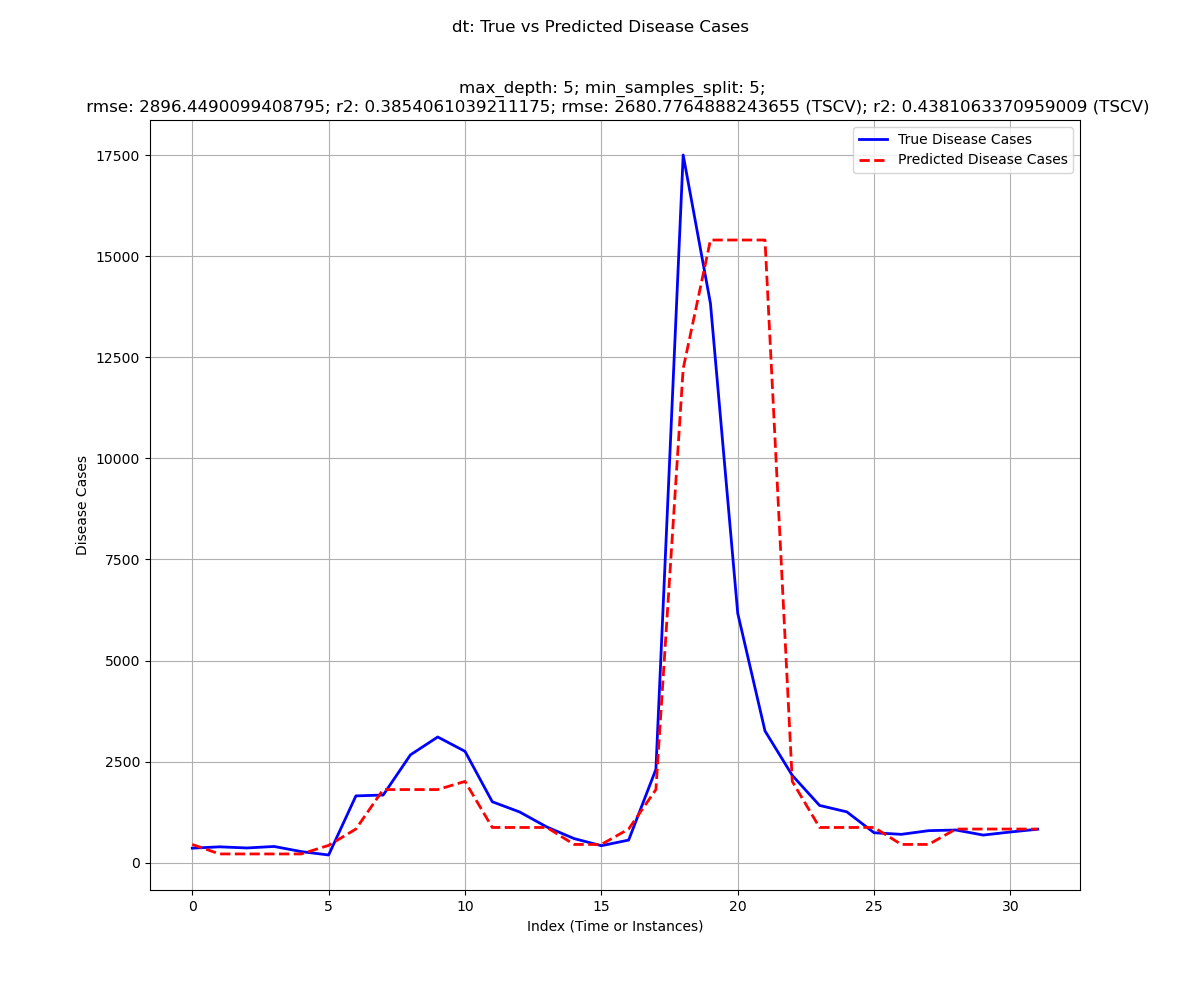 dt: True vs Predicted Disease Cases
max_depth: 5; min_samples_split: 5;
rmse: 2896.4490099408795; r2: 0.3854061039211175; rmse: 2680.7764888243655 (TSCV); r2: 0.4381063370959009 (TSCV)
True Disease Cases
Predicted Disease Cases
17500
15000
12500
10000
7500
5000
2500
0
Disease Cases
0 5 10 15 20 25 30
Index (Time or Instances)